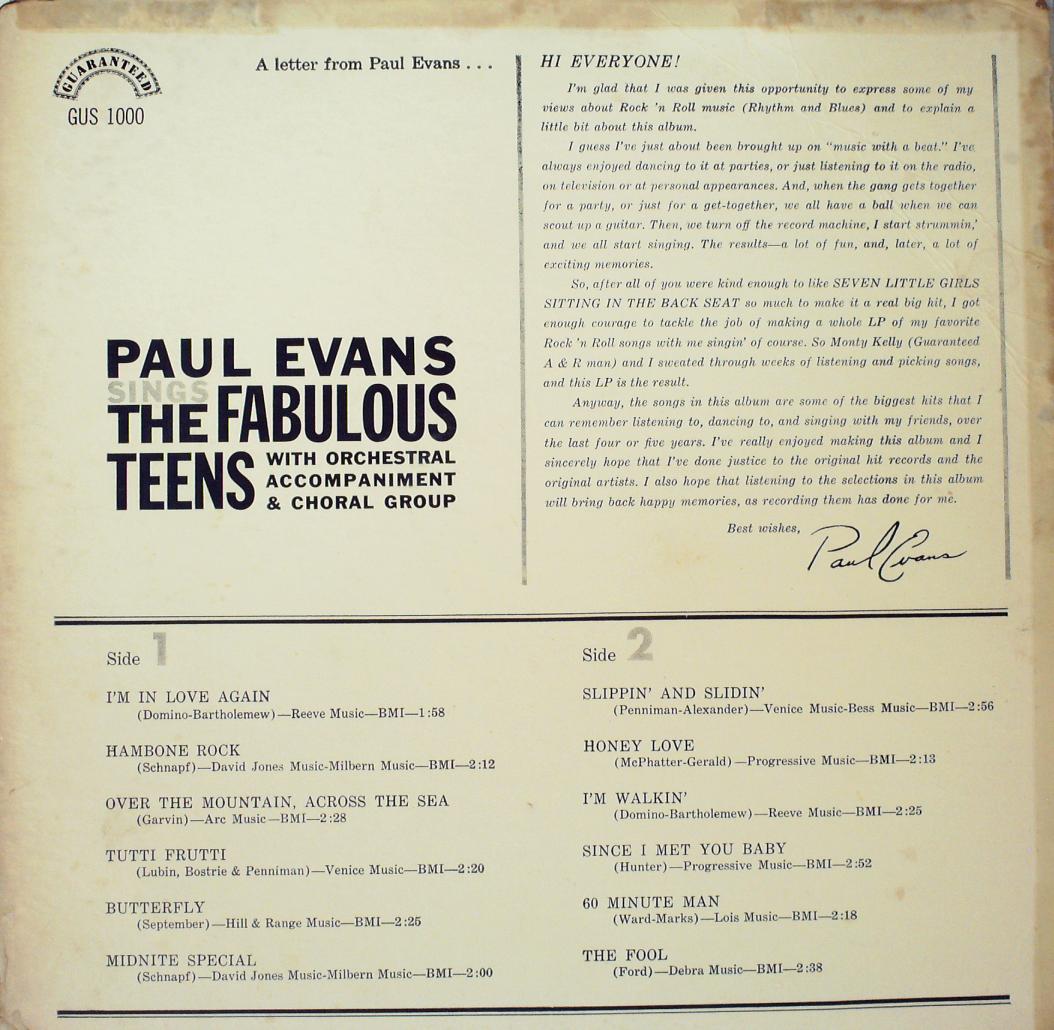 GUARANTEED
GUS 1000
A letter from Paul Evans . . .
PAUL EVANS
SINGS
THE FABULOUS
TEENS WITH ORCHESTRAL
ACCOMPANIMENT
& CHORAL GROUP
HI EVERYONE!
I'm glad that I was given this opportunity to express some of my
views about Rock 'n Roll music (Rhythm and Blues) and to explain a
little bit about this album.
I guess I've just about been brought up on "music with a beat." I've
always enjoyed dancing to it at parties, or just listening to it on the radio,
on television or at personal appearances. And, when the gang gets together
for a party, or just for a get-together, we all have a ball when we can
scout up a guitar. Then, we turn off the record machine, I start strummin,'
and we all start singing. The results—a lot of fun, and, later, a lot of
exciting memories.
So, after all of you were kind enough to like SEVEN LITTLE GIRLS
SITTING IN THE BACK SEAT so much to make it a real big hit, I got
enough courage to tackle the job of making a whole LP of my favorite
Rock 'n Roll songs with me singin' of course. So Monty Kelly (Guaranteed
A & R man) and I sweated through weeks of listening and picking songs,
and this LP is the result.
Anyway, the songs in this album are some of the biggest hits that I
can remember listening to, dancing to, and singing with my friends, over
the last four or five years. I've really enjoyed making this album and I
sincerely hope that I've done justice to the original hit records and the
original artists. I also hope that listening to the selections in this album
will bring back happy memories, as recording them has done for me.
Best wishes,
Paul Evans
Side 1
I'M IN LOVE AGAIN
(Domino-Bartholemew)—Reeve Music—BMI—1:58
HAMBONE ROCK
(Schnapf)—David Jones Music-Milbern Music—BMI—2:12
OVER THE MOUNTAIN, ACROSS THE SEA
(Garvin)—Arc Music—BMI—2:28
TUTTI FRUTTI
(Lubin, Bostrie & Penniman)—Venice Music—BMI—2:20
BUTTERFLY
(September)—Hill & Range Music—BMI—2:25
MIDNITE SPECIAL
(Schnapf)—David Jones Music-Milbern Music—BMI—2:00
Side 2
SLIPPIN' AND SLIDIN'
(Penniman-Alexander)—Venice Music-Bess Music—BMI—2:56
HONEY LOVE
(McPhatter-Gerald)—Progressive Music—BMI—2:13
I'M WALKIN'
(Domino-Bartholemew)—Reeve Music—BMI—2:25
SINCE I MET YOU BABY
(Hunter)—Progressive Music—BMI—2:52
60 MINUTE MAN
(Ward-Marks)—Lois Music—BMI—2:18
THE FOOL
(Ford)—Debra Music—BMI—2:38